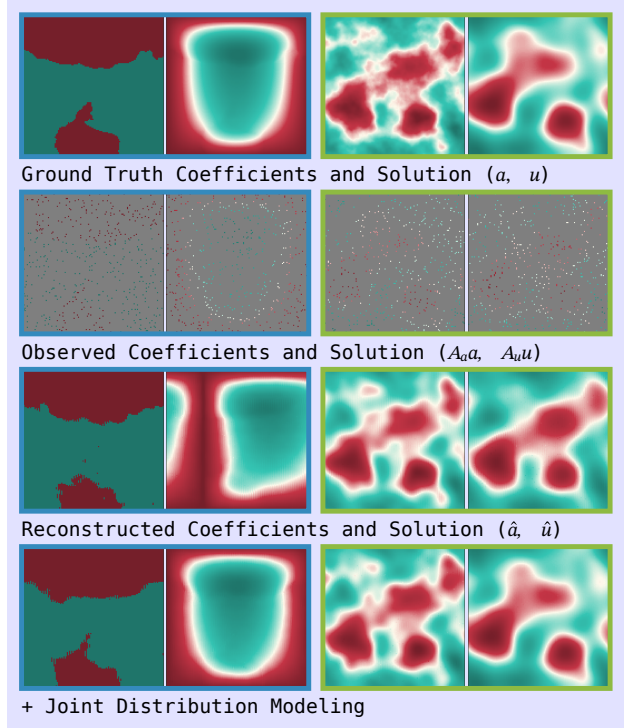 Ground Truth Coefficients and Solution (a, u)
Observed Coefficients and Solution (Aₐa, Aᵤu)
Reconstructed Coefficients and Solution (â, û)
+ Joint Distribution Modeling